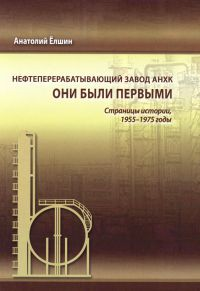 Анатолий Ёлшин
НЕФТЕПЕРЕРАБАТЫВАЮЩИЙ ЗАВОД АНХК
ОНИ БЫЛИ ПЕРВЫМИ
Страницы истории,
1955–1975 годы